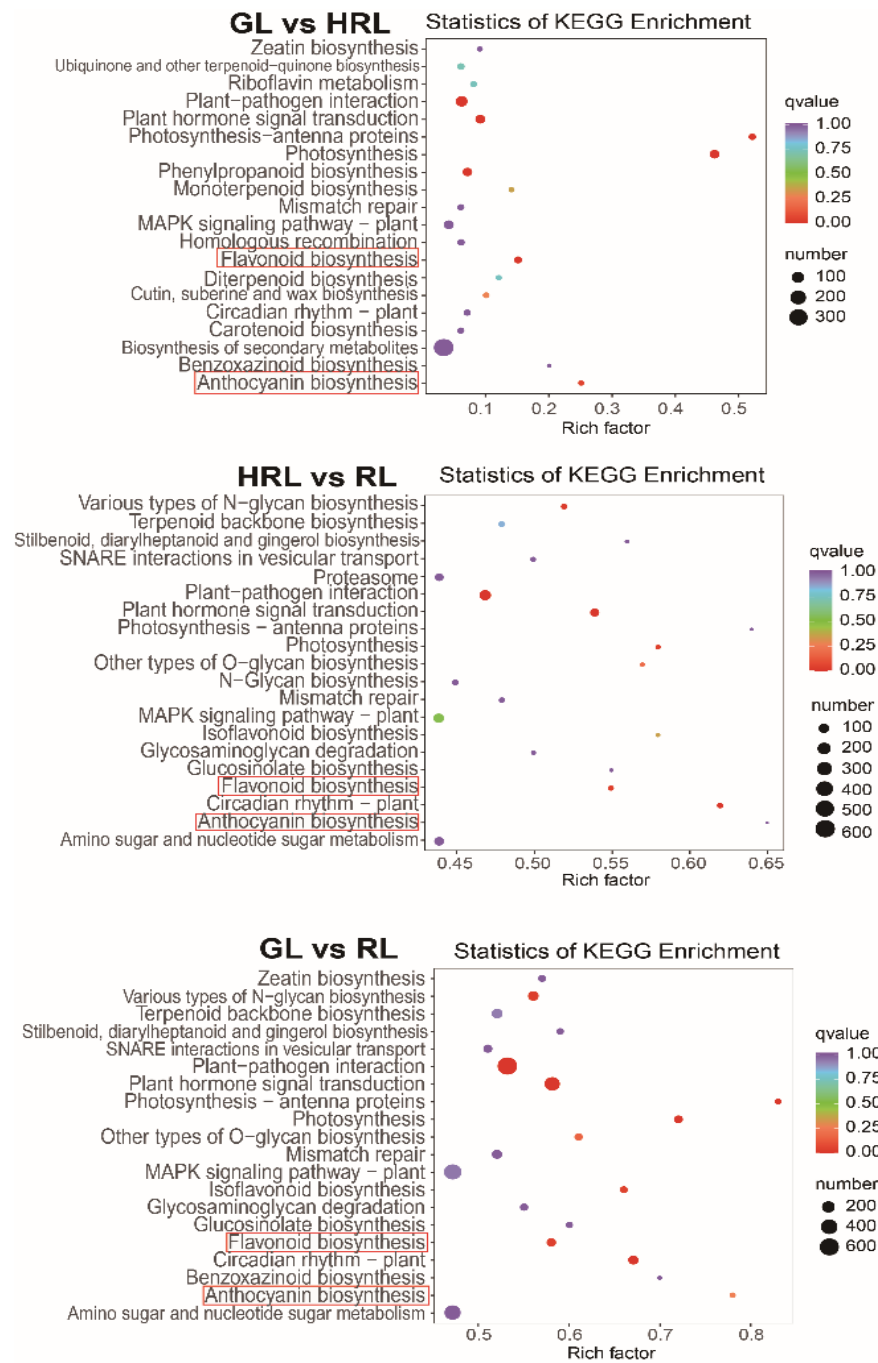 GL vs HRL
Statistics of KEGG Enrichment
Zeatin biosynthesis
Ubiquinone and other terpenoid-quinone biosynthesis
Riboflavin metabolism
Plant-pathogen interaction
Plant hormone signal transduction
Photosynthesis-antenna proteins
Photosynthesis
Phenylpropanoid biosynthesis
Monoterpenoid biosynthesis
Mismatch repair
MAPK signaling pathway - plant
Homologous recombination
Flavonoid biosynthesis
Diterpenoid biosynthesis
Cutin, suberine and wax biosynthesis
Circadian rhythm - plant
Carotenoid biosynthesis
Biosynthesis of secondary metabolites
Benzoxazinoid biosynthesis
Anthocyanin biosynthesis
0.1 0.2 0.3 0.4 0.5
Rich factor
qvalue
1.00
0.75
0.50
0.25
0.00
number
100
200
300
HRL vs RL
Statistics of KEGG Enrichment
Various types of N-glycan biosynthesis
Terpenoid backbone biosynthesis
Stilbenoid, diarylheptanoid and gingerol biosynthesis
SNARE interactions in vesicular transport
Proteasome
Plant-pathogen interaction
Plant hormone signal transduction
Photosynthesis - antenna proteins
Photosynthesis
Other types of O-glycan biosynthesis
N-Glycan biosynthesis
Mismatch repair
MAPK signaling pathway - plant
Isoflavonoid biosynthesis
Glycosaminoglycan degradation
Glucosinolate biosynthesis
Flavonoid biosynthesis
Circadian rhythm - plant
Anthocyanin biosynthesis
Amino sugar and nucleotide sugar metabolism
0.45 0.50 0.55 0.60 0.65
Rich factor
qvalue
1.00
0.75
0.50
0.25
0.00
number
100
200
300
400
500
600
GL vs RL
Statistics of KEGG Enrichment
Zeatin biosynthesis
Various types of N-glycan biosynthesis
Terpenoid backbone biosynthesis
Stilbenoid, diarylheptanoid and gingerol biosynthesis
SNARE interactions in vesicular transport
Plant-pathogen interaction
Plant hormone signal transduction
Photosynthesis - antenna proteins
Photosynthesis
Other types of O-glycan biosynthesis
Mismatch repair
MAPK signaling pathway - plant
Isoflavonoid biosynthesis
Glycosaminoglycan degradation
Glucosinolate biosynthesis
Flavonoid biosynthesis
Circadian rhythm - plant
Benzoxazinoid biosynthesis
Anthocyanin biosynthesis
Amino sugar and nucleotide sugar metabolism
0.5 0.6 0.7 0.8
Rich factor
qvalue
1.00
0.75
0.50
0.25
0.00
number
200
400
600